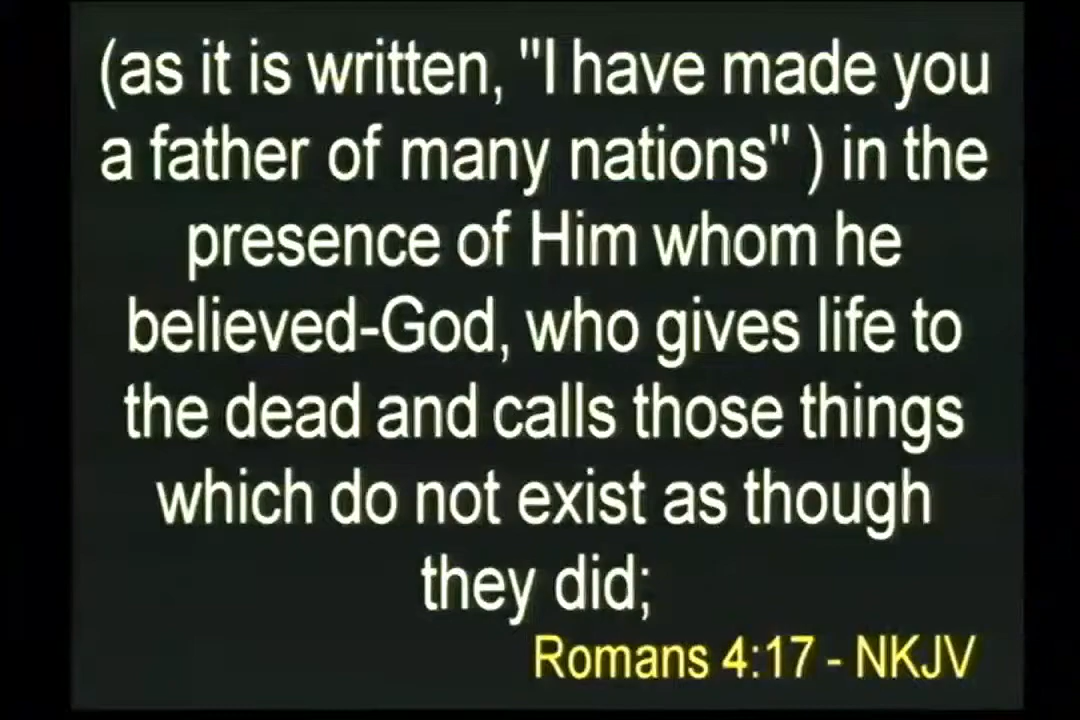 (as it is written, "I have made you
a father of many nations" ) in the
presence of Him whom he
believed-God, who gives life to
the dead and calls those things
which do not exist as though
they did;
Romans 4:17 - NKJV